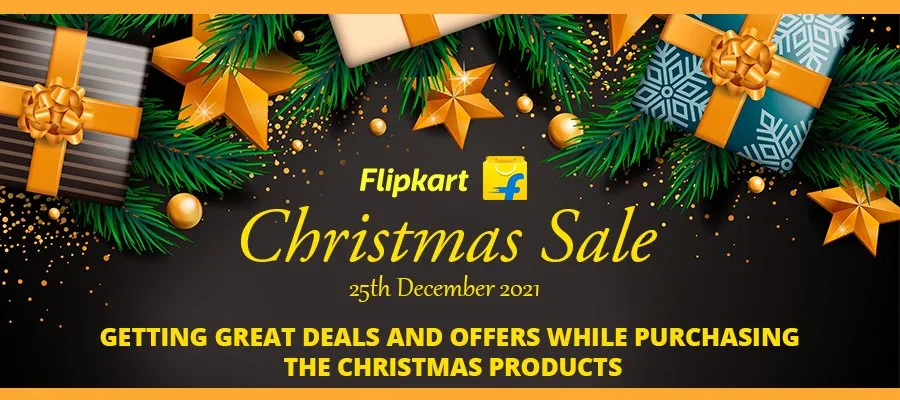 Flipkart
Christmas Sale
25th December 2021
GETTING GREAT DEALS AND OFFERS WHILE PURCHASING
THE CHRISTMAS PRODUCTS